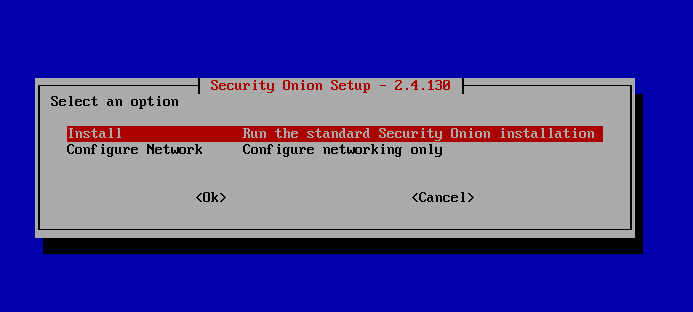 Security Onion Setup - 2.4.130
Select an option
Install Run the standard Security Onion installation
Configure Network Configure networking only
<Ok> <Cancel>